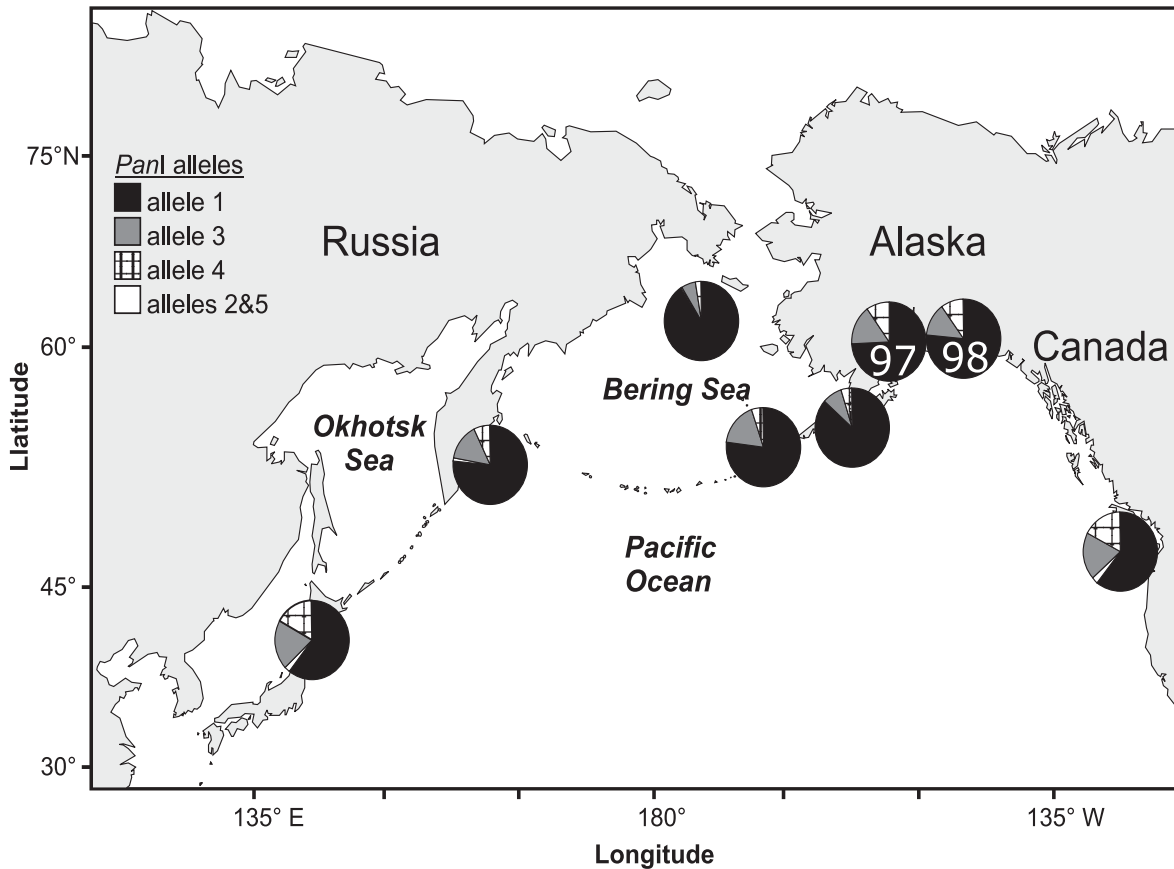 75°N
PanI alleles
allele 1
allele 3
allele 4
alleles 2&5
Russia
Alaska
Canada
97
98
60°
Bering Sea
Okhotsk
Sea
Llatitude
Pacific
Ocean
45°
30°
135° E
180°
135° W
Longitude